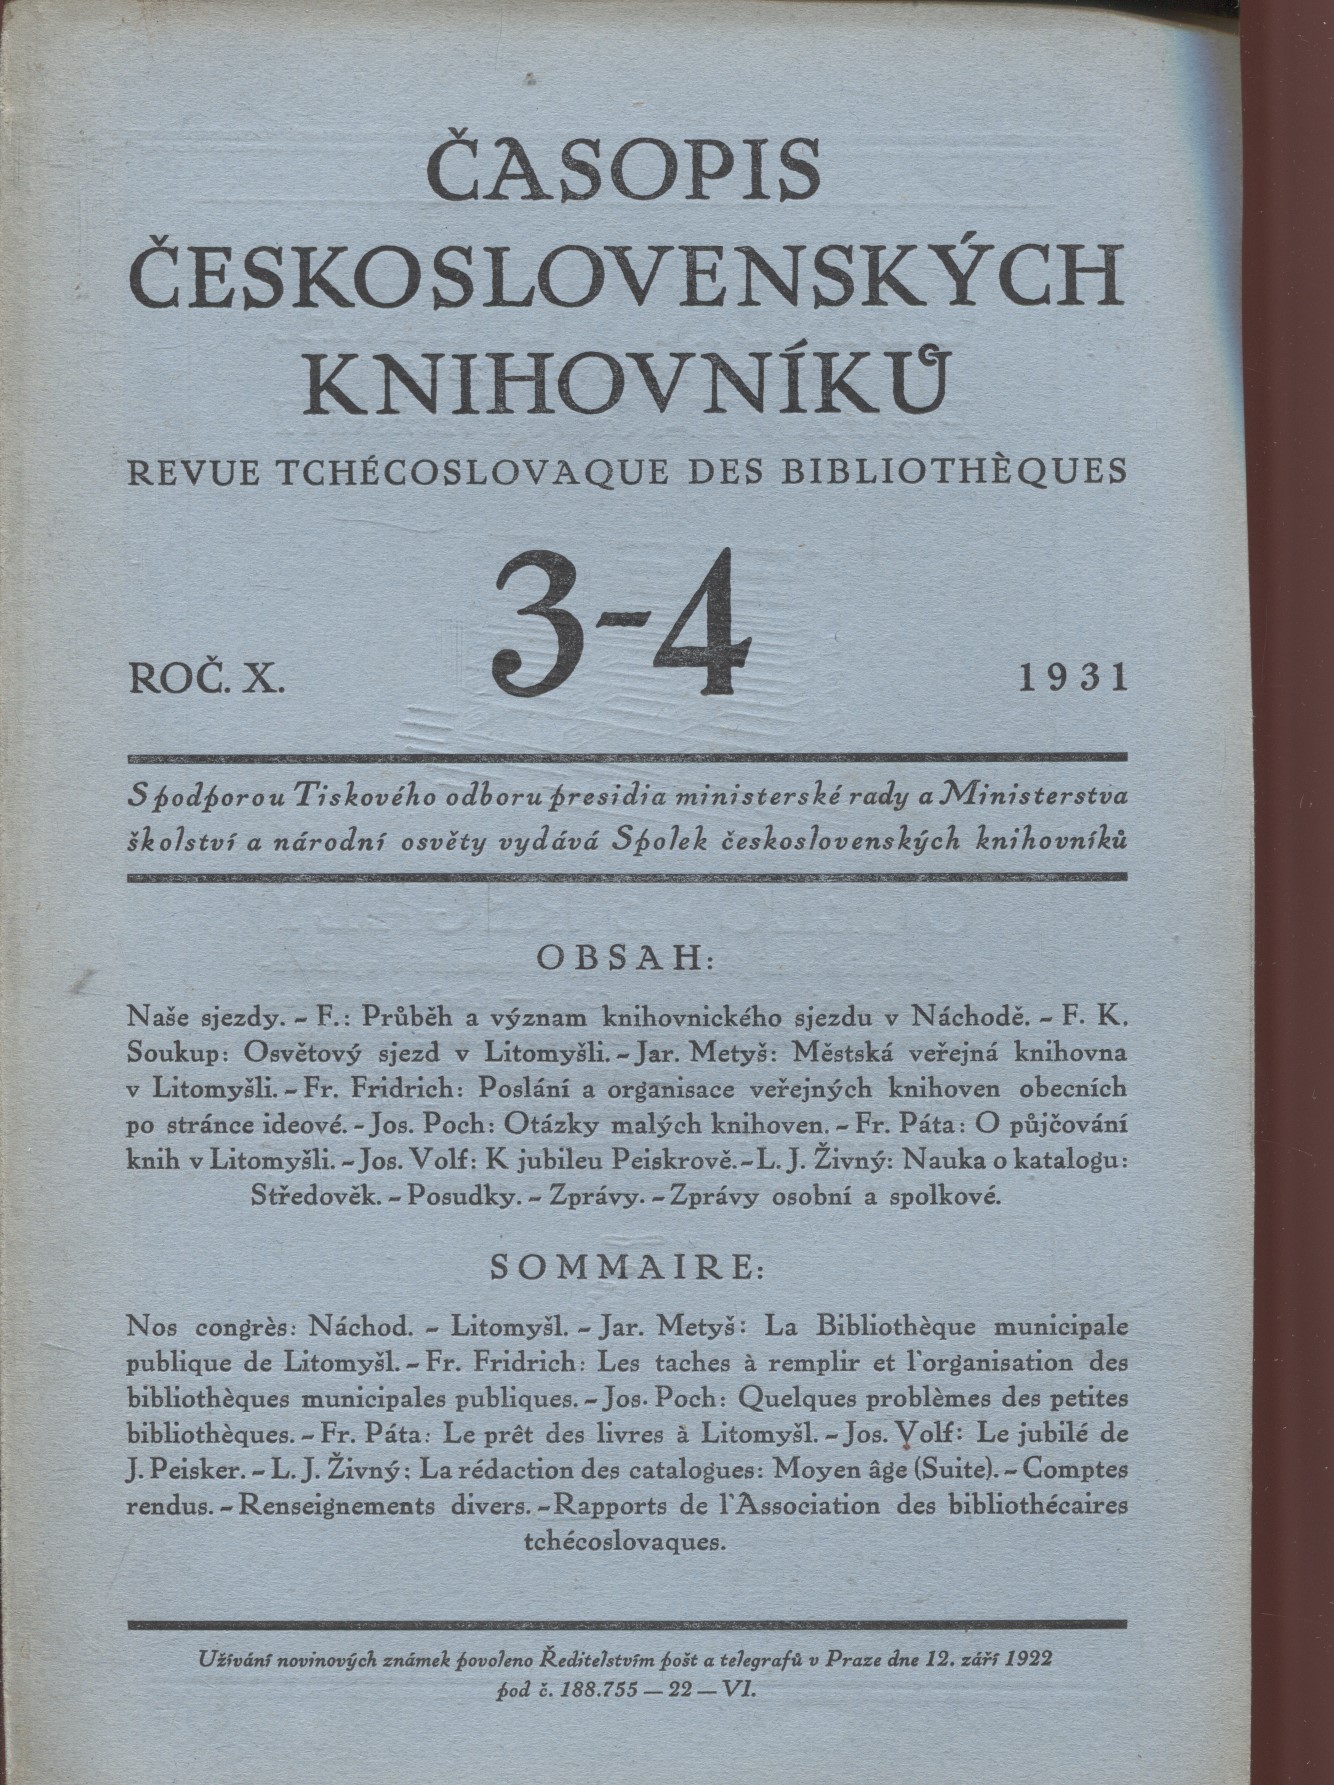 ČASOPIS
ČESKOSLOVENSKÝCH
KNIHOVNÍKŮ
REVUE TCHÉCOSLOVAQUE DES BIBLIOTHÈQUES
3-4
ROČ. X. 1931
S podporou Tiskového odboru presidia ministerské rady a Ministerstva
školství a národní osvěty vydává Spolek československých knihovníků
OBSAH:
Naše sjezdy. - F.: Průběh a význam knihovnického sjezdu v Náchodě. - F. K.
Soukup: Osvětový sjezd v Litomyšli. - Jar. Metyš: Městská veřejná knihovna
v Litomyšli. - Fr. Fridrich: Poslání a organisace veřejných knihoven obecních
po stránce ideové. - Jos. Poch: Otázky malých knihoven. - Fr. Páta: O půjčování
knih v Litomyšli. - Jos. Volf: K jubileu Peiskrově. - L. J. Živný: Nauka o katalogu:
Středověk. - Posudky. - Zprávy. - Zprávy osobní a spolkové.
SOMMAIRE:
Nos congrès: Náchod. - Litomyšl. - Jar. Metyš: La Bibliothèque municipale
publique de Litomyšl. - Fr. Fridrich: Les taches à remplir et l'organisation des
bibliothèques municipales publiques. - Jos. Poch: Quelques problèmes des petites
bibliothèques. - Fr. Páta: Le prêt des livres à Litomyšl. - Jos. Volf: Le jubilé de
J. Peisker. - L. J. Živný: La rédaction des catalogues: Moyen âge (Suite). - Comptes
rendus. - Renseignements divers. - Rapports de l'Association des bibliothécaires
tchécoslovaques.
Užívání novinových známek povoleno Ředitelstvím pošt a telegrafů v Praze dne 12. září 1922
pod č. 188.755 — 22 — VI.